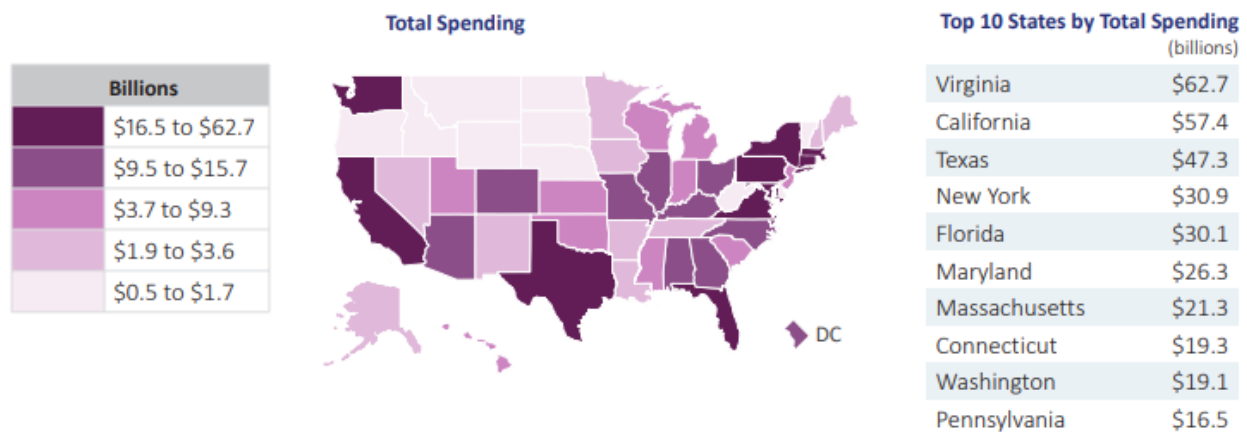 Total Spending
Billions
$16.5 to $62.7
$9.5 to $15.7
$3.7 to $9.3
$1.9 to $3.6
$0.5 to $1.7
DC
Top 10 States by Total Spending
(billions)
Virginia $62.7
California $57.4
Texas $47.3
New York $30.9
Florida $30.1
Maryland $26.3
Massachusetts $21.3
Connecticut $19.3
Washington $19.1
Pennsylvania $16.5